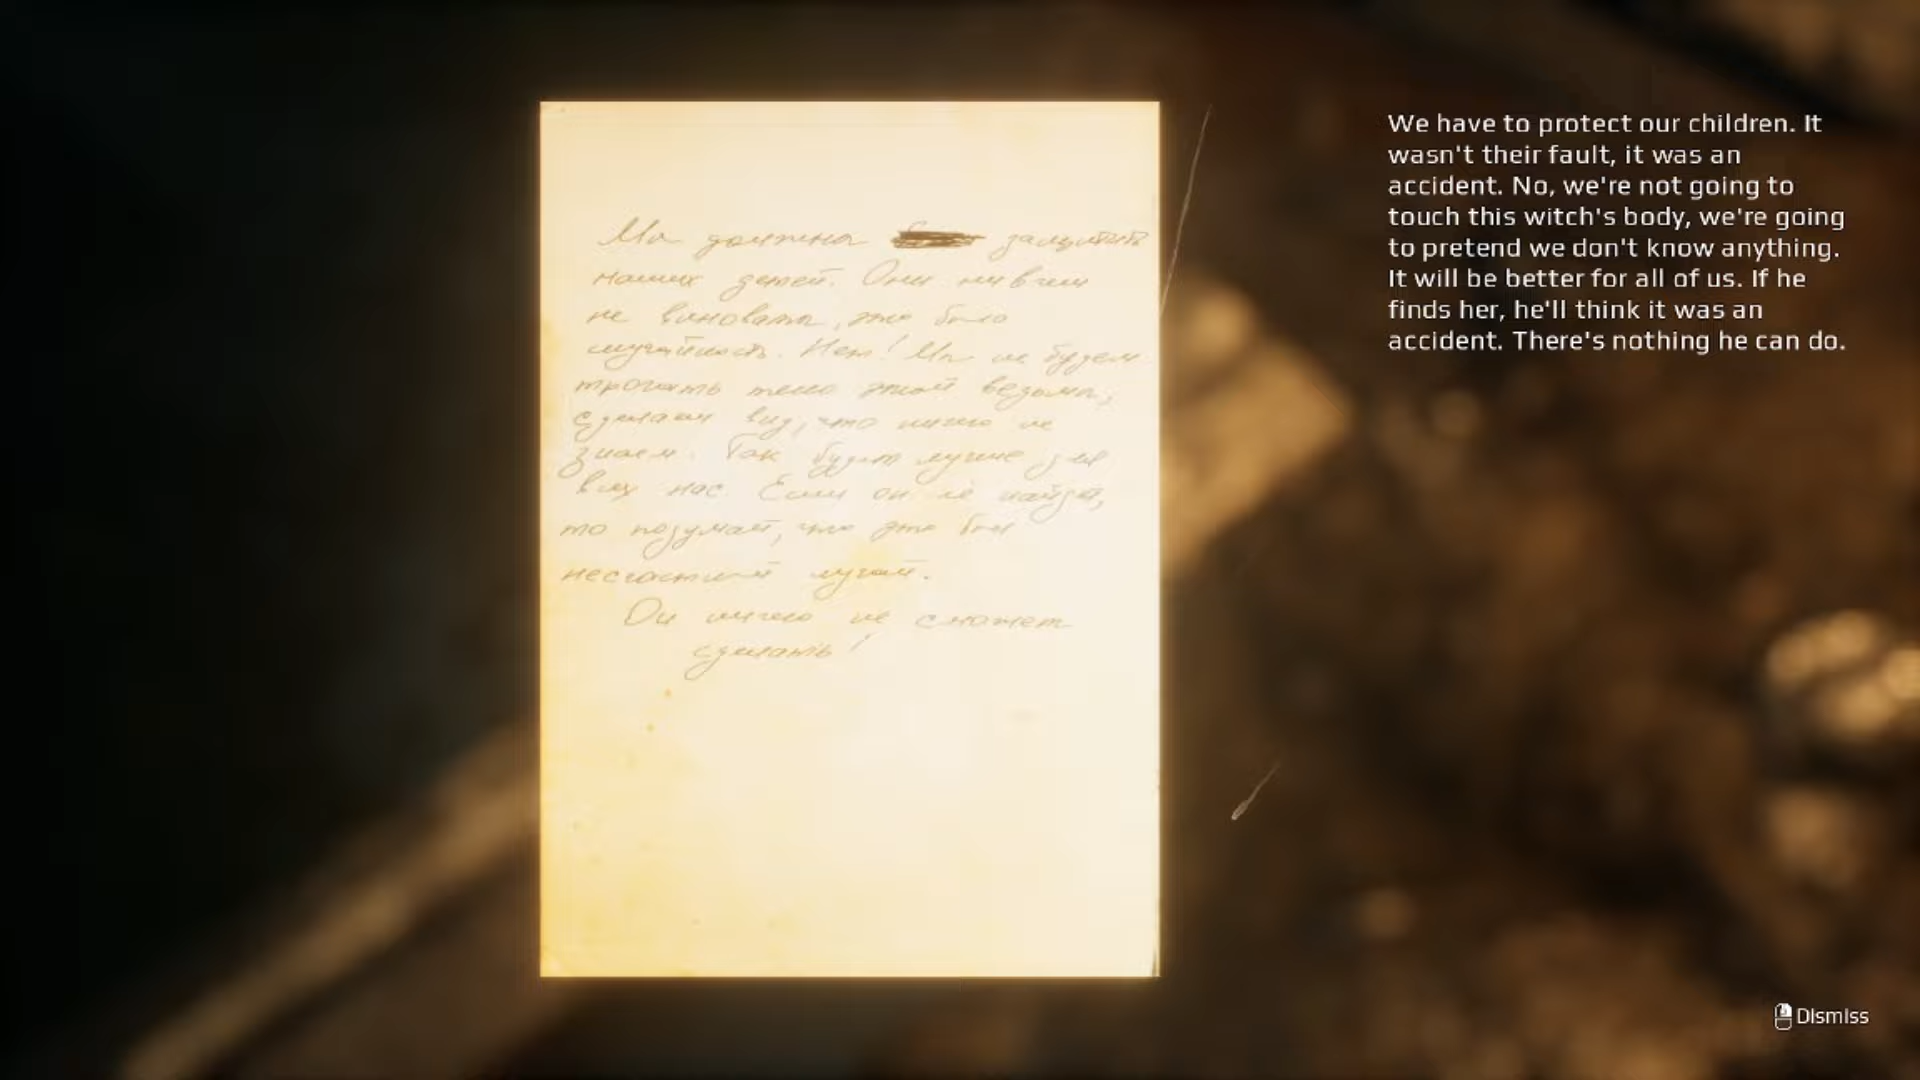 Мы должны защитить
наших детей. Они ни в чем
не виноваты, это была
случайность. Нет! Мы не будем
трогать тело этой ведьмы,
сделаем вид, что ничего не
знаем. Так будет лучше для
всех нас. Если он её найдёт,
то подумает, что это был
несчастный случай.
Он ничего не сможет
сделать!
We have to protect our children. It
wasn't their fault, it was an
accident. No, we're not going to
touch this witch's body, we're going
to pretend we don't know anything.
It will be better for all of us. If he
finds her, he'll think it was an
accident. There's nothing he can do.
Dismiss